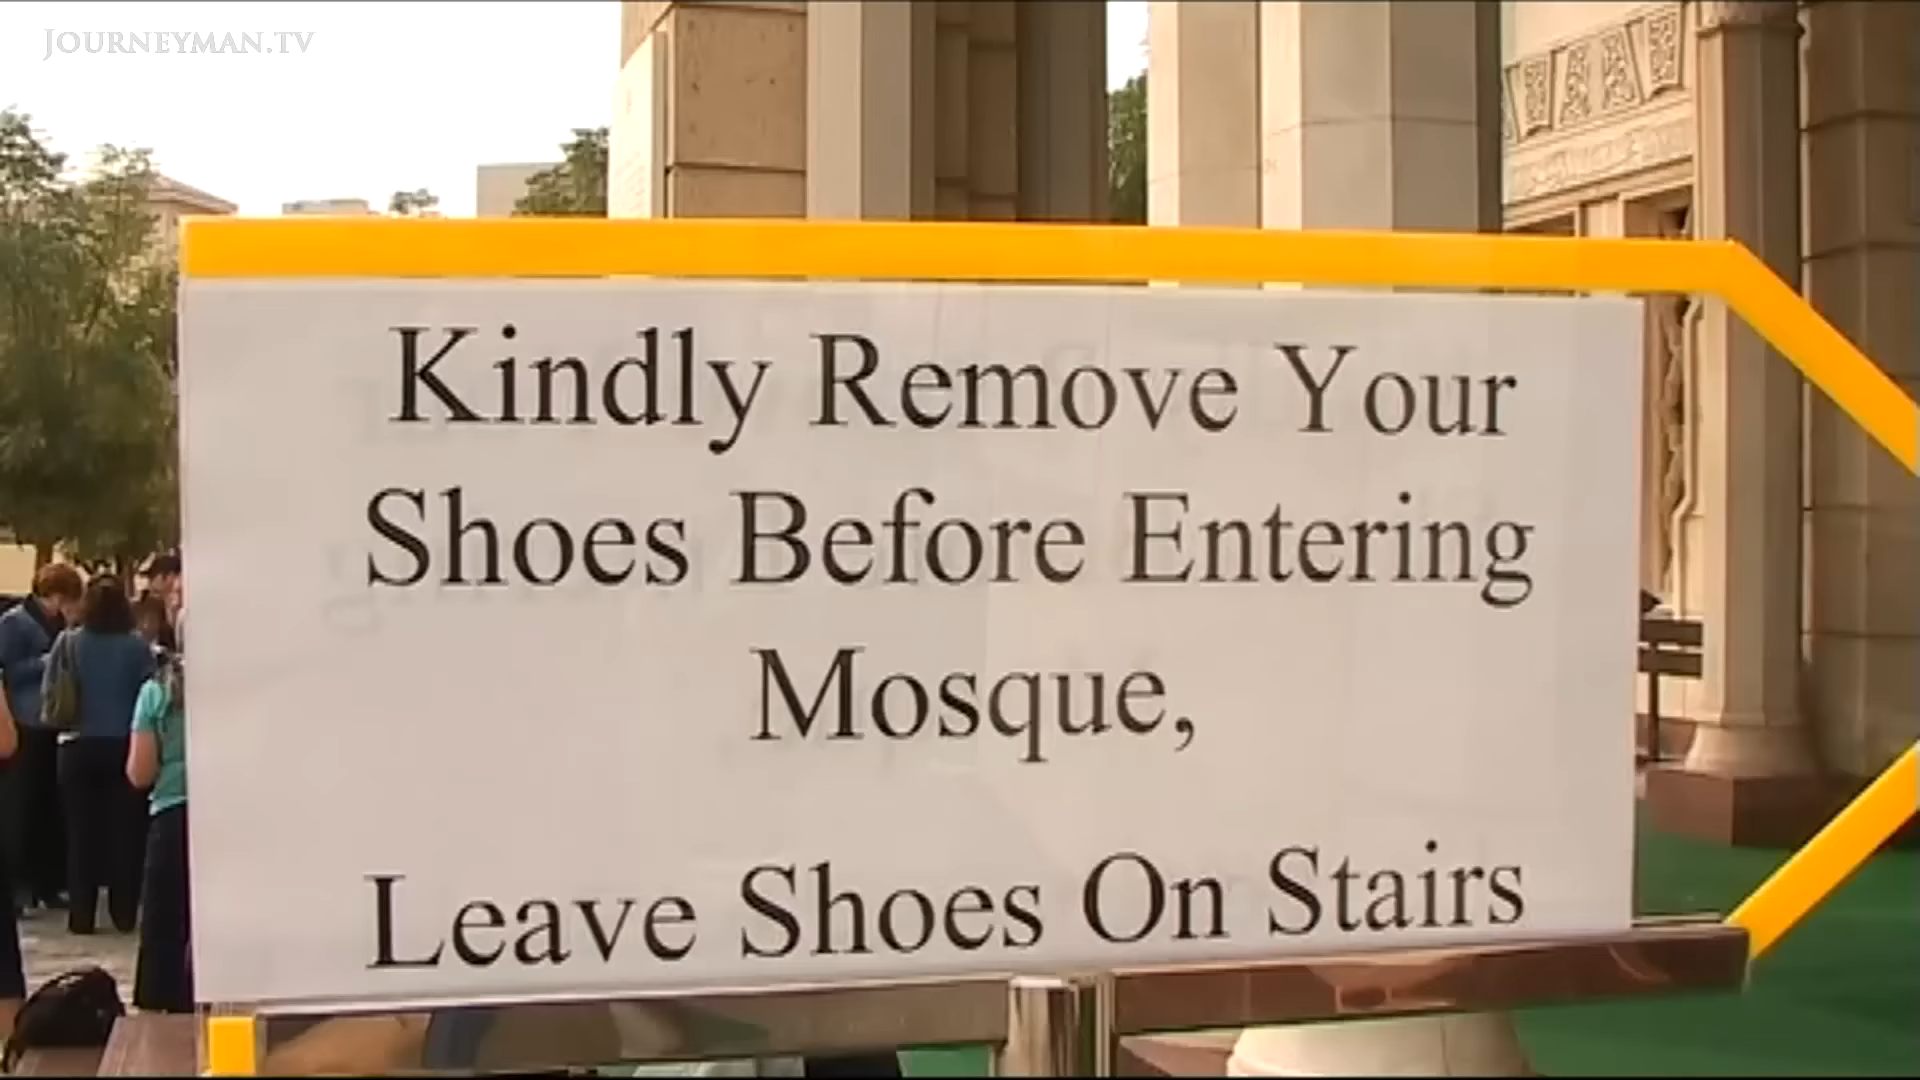 JOURNEYMAN.TV
Kindly Remove Your
Shoes Before Entering
Mosque,
Leave Shoes On Stairs